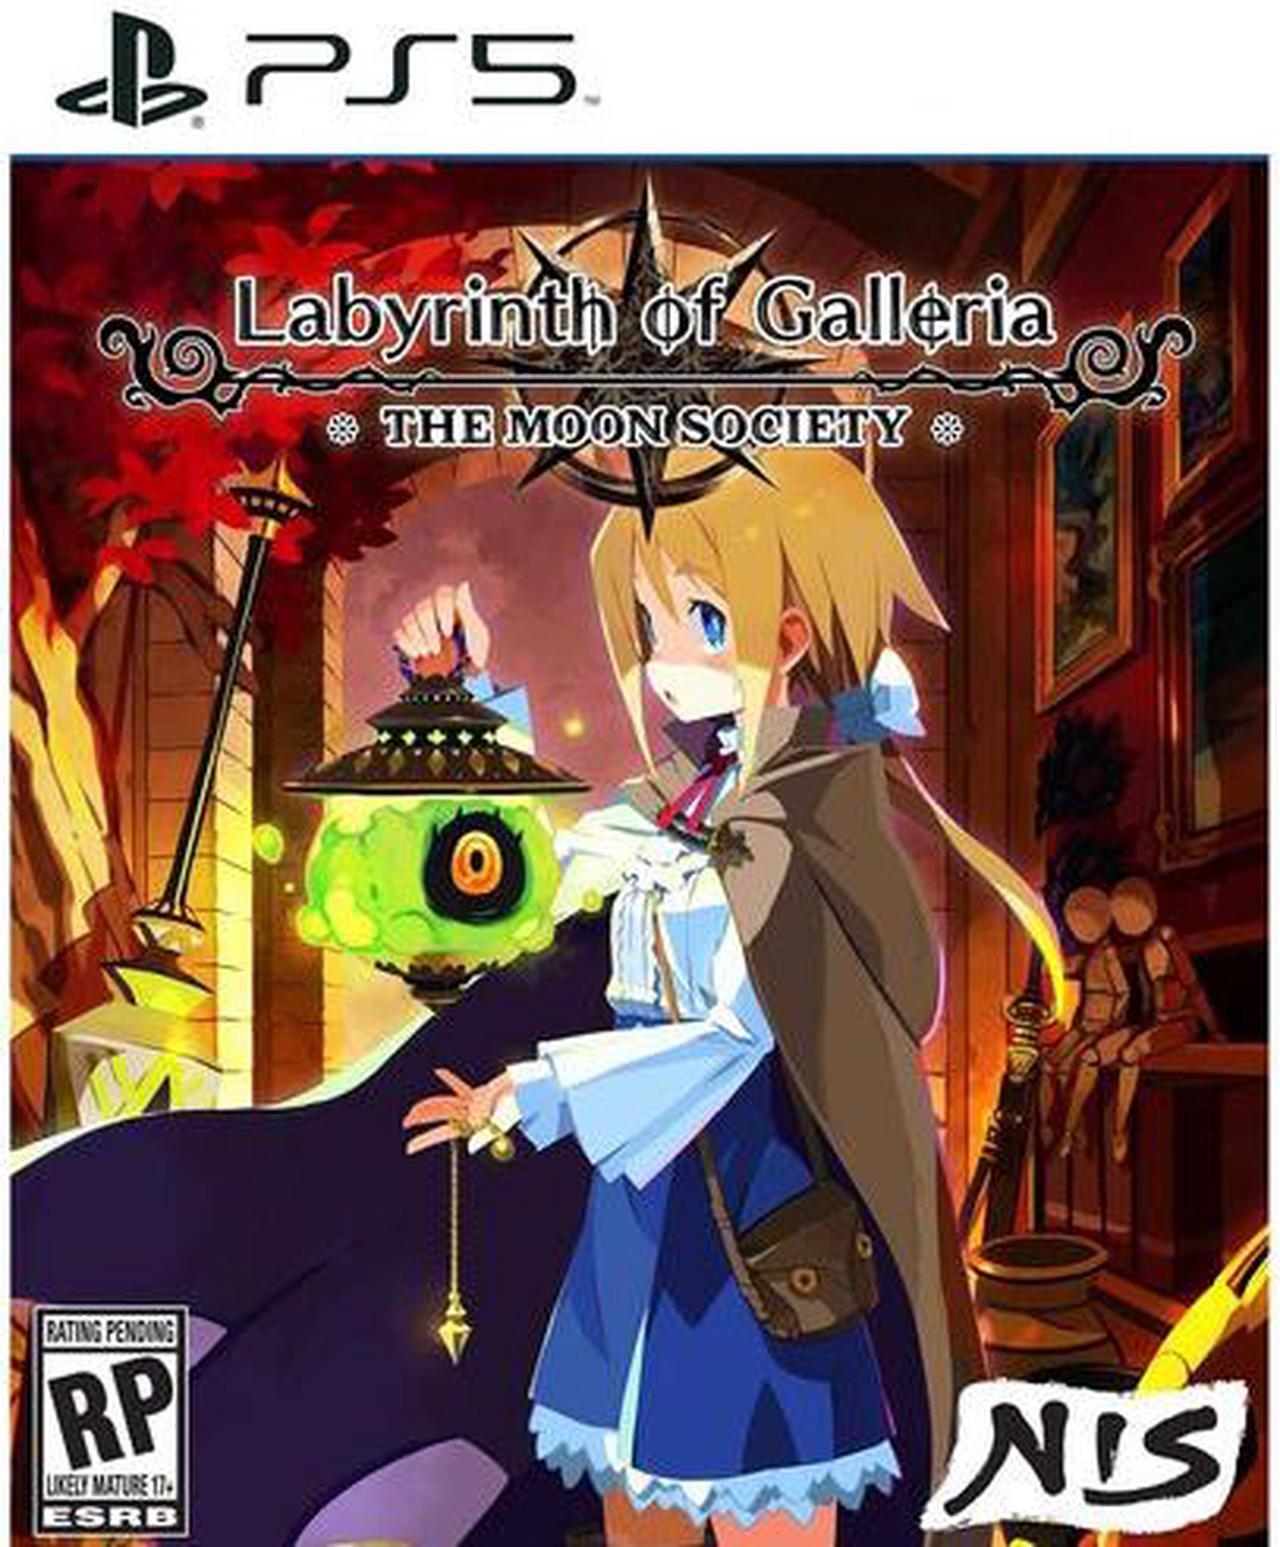 PS5
Labyrinth of Galleria
THE MOON SOCIETY
RATING PENDING
RP
LIKELY MATURE 17+
ESRB
NIS